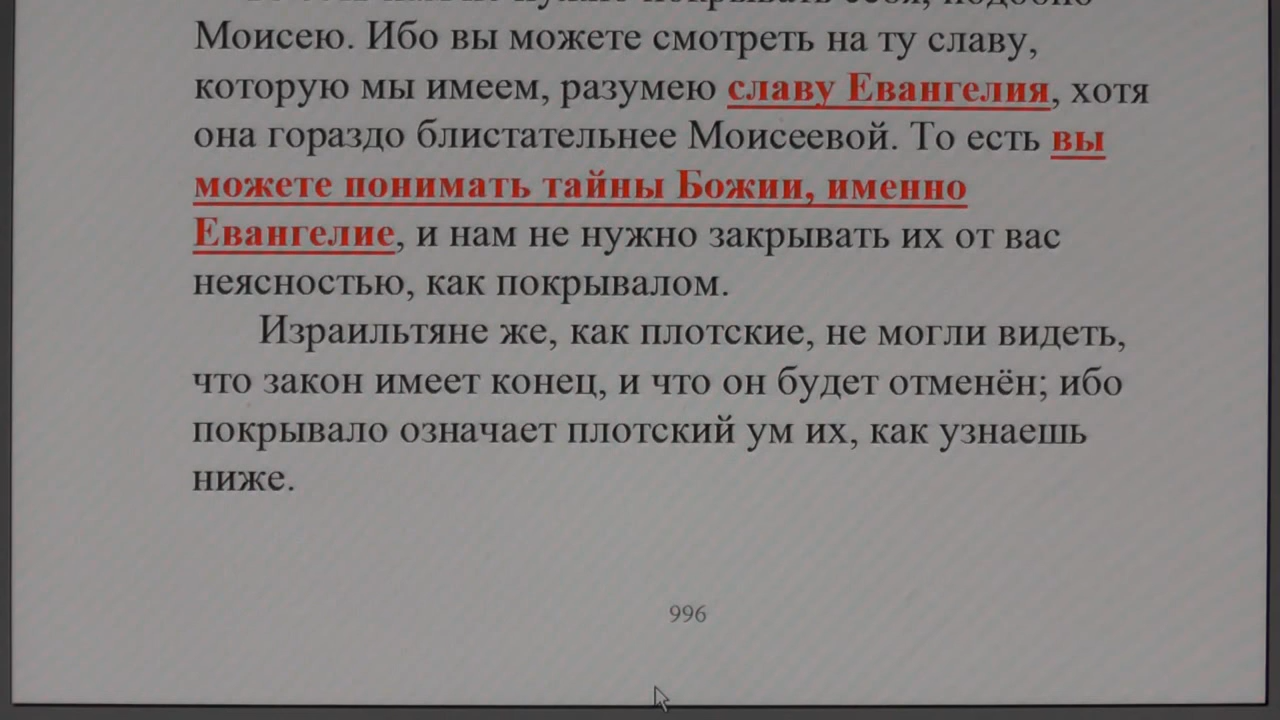 Моисею. Ибо вы можете смотреть на ту славу,
которую мы имеем, разумею славу Евангелия, хотя
она гораздо блистательнее Моисеевой. То есть вы
можете понимать тайны Божии, именно
Евангелие, и нам не нужно закрывать их от вас
неясностью, как покрывалом.
Израильтяне же, как плотские, не могли видеть,
что закон имеет конец, и что он будет отменён; ибо
покрывало означает плотский ум их, как узнаешь
ниже.
996